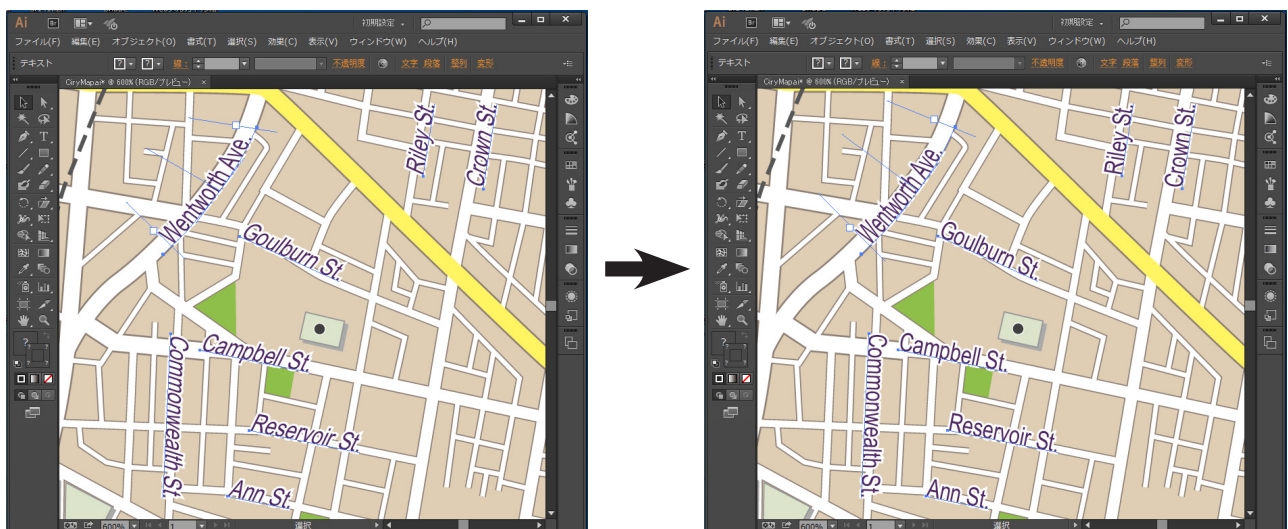 Ai Br 初期設定
ファイル(F) 編集(E) オブジェクト(O) 書式(T) 選択(S) 効果(C) 表示(V) ウィンドウ(W) ヘルプ(H)
テキスト ? ? 線: 不透明度 文字 段落 整列 変形
CiryMap.ai* @ 600% (RGB/プレビュー) ×
Riley St.
Crown St.
Wentworth Ave.
Goulburn St.
Campbell St.
Commonwealth St.
Reservoir St.
Ann St.
600% 1 選択
Ai Br 初期設定
ファイル(F) 編集(E) オブジェクト(O) 書式(T) 選択(S) 効果(C) 表示(V) ウィンドウ(W) ヘルプ(H)
テキスト ? ? 線: 不透明度 文字 段落 整列 変形
CiryMap.ai* @ 600% (RGB/プレビュー) ×
Riley St.
Crown St.
Wentworth Ave.
Goulburn St.
Campbell St.
Commonwealth St.
Reservoir St.
Ann St.
600% 1 選択